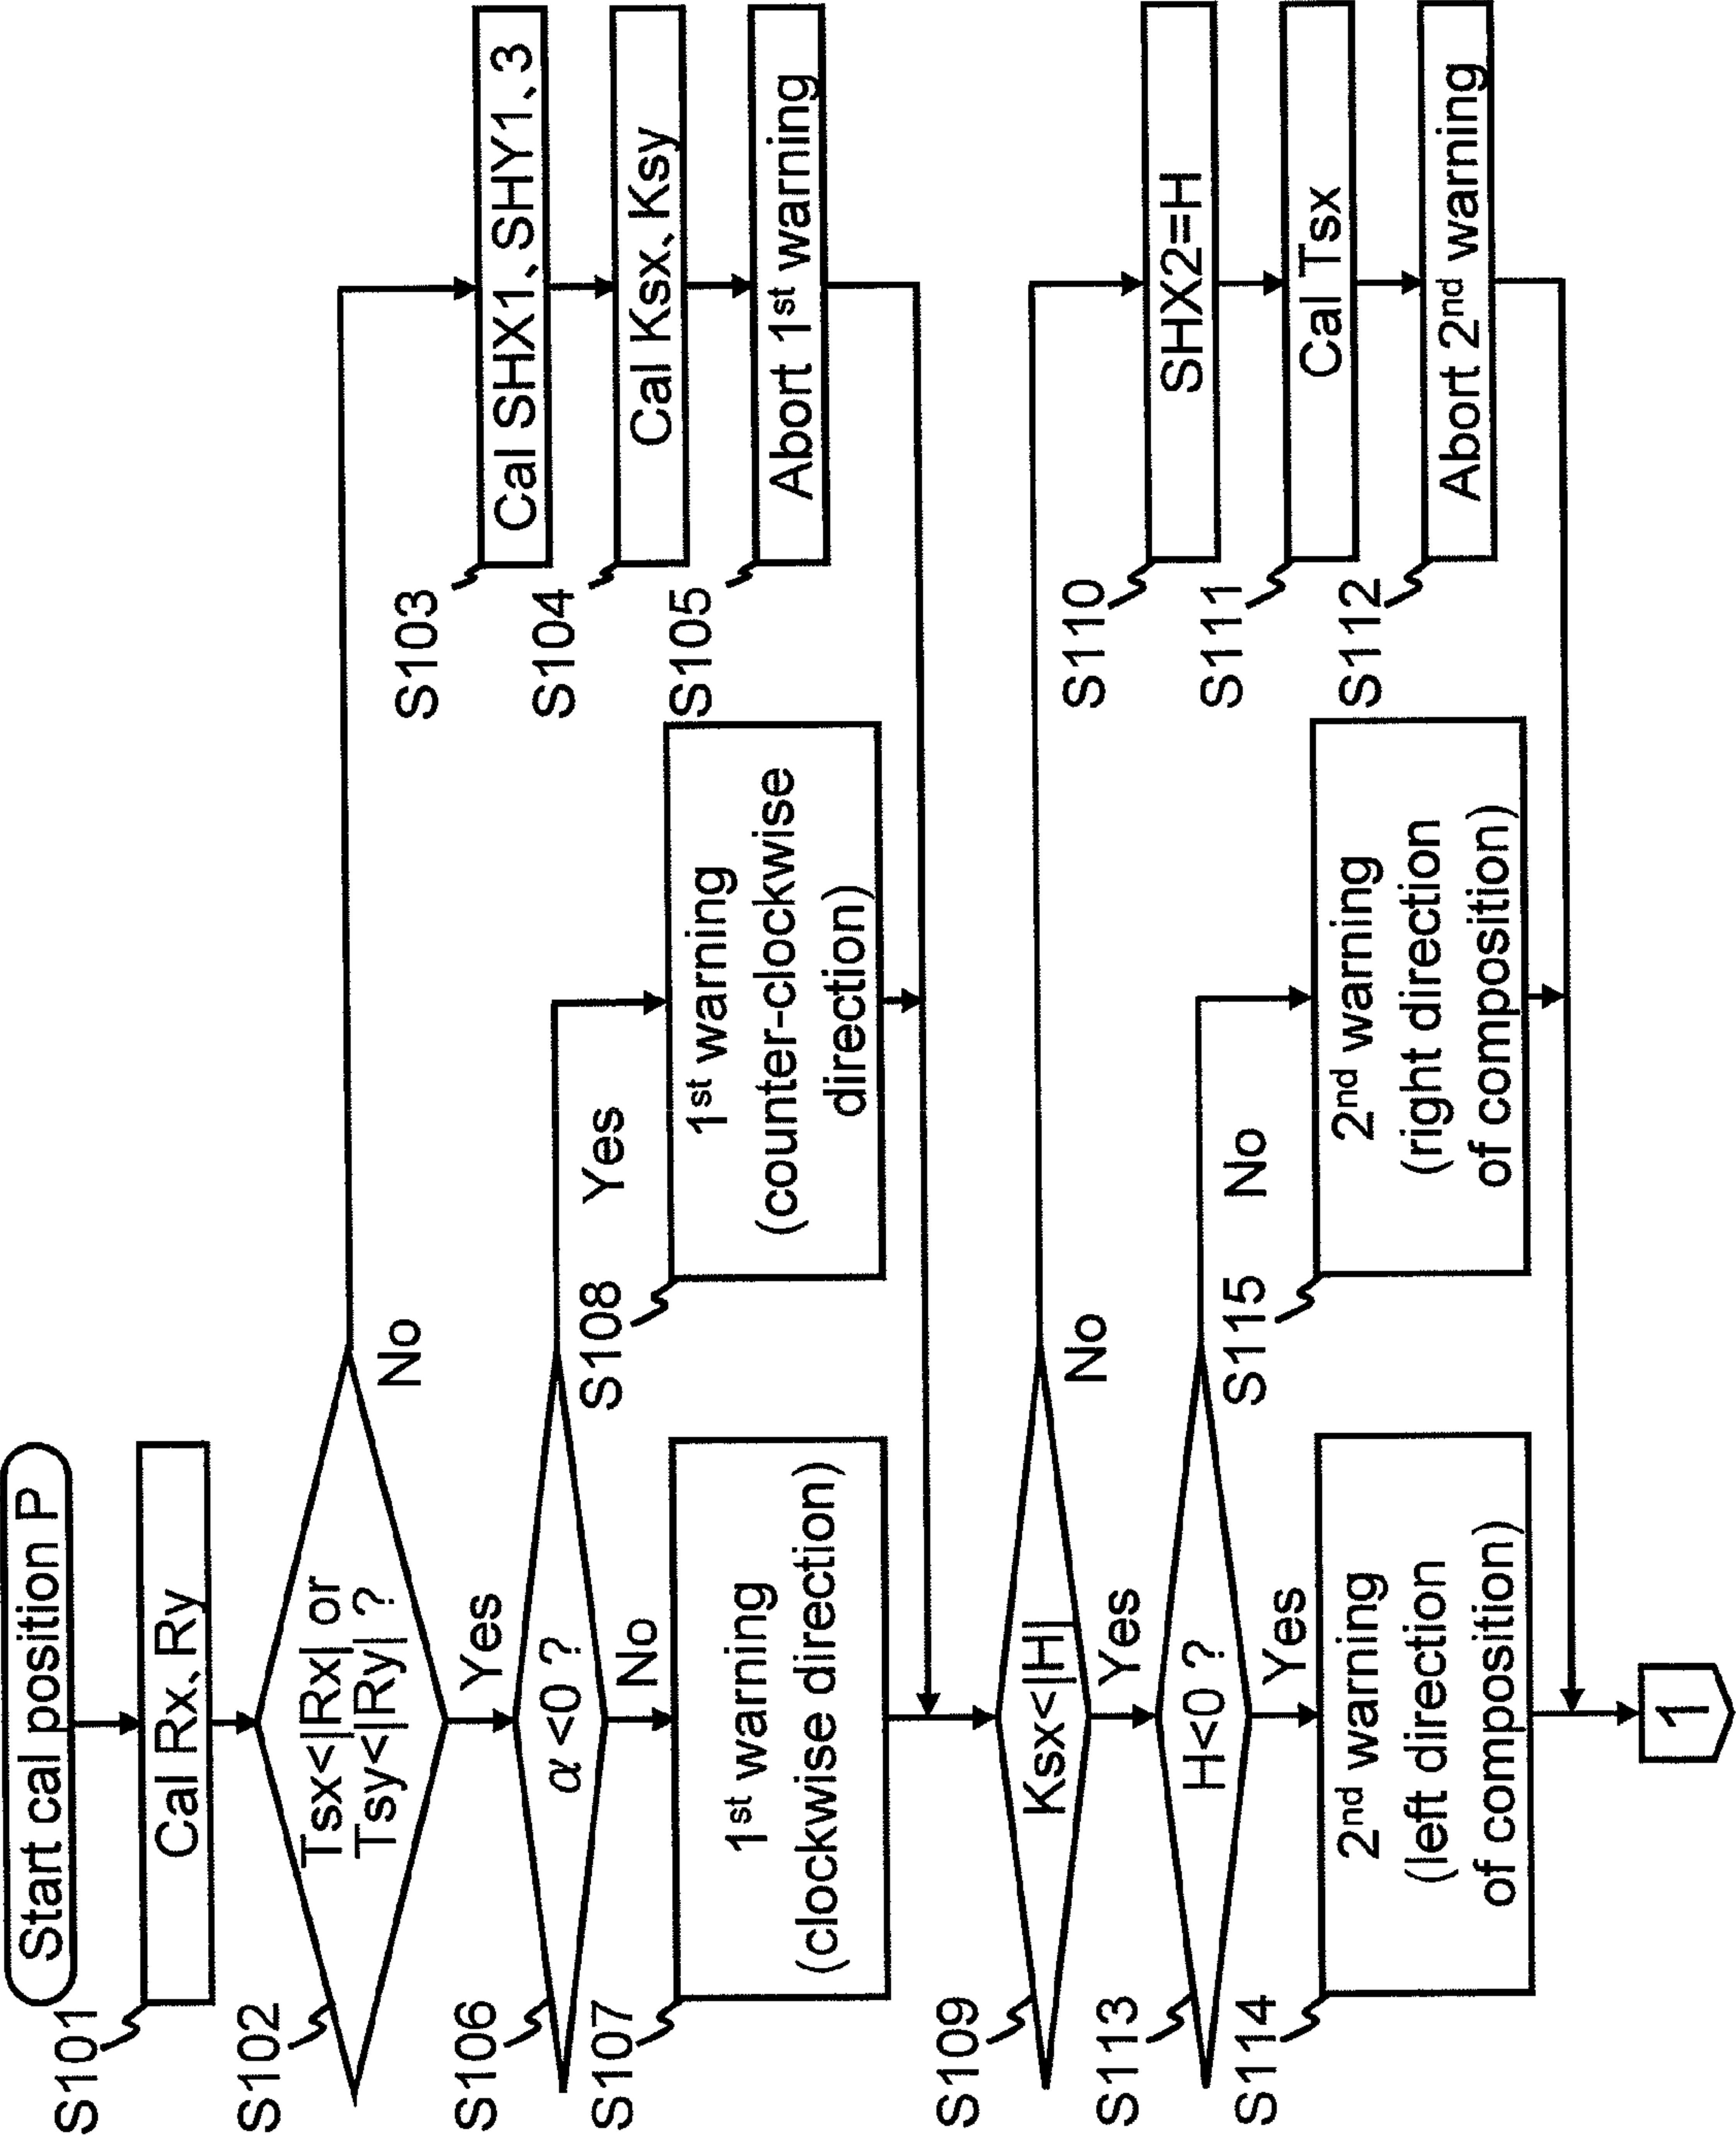 Start cal position P
S101
Cal Rx、Ry
S102
Tsx<|Rx| or
Tsy<|Ry| ?
No
Yes
S103
Cal SHX1、SHY1、3
S104
Cal Ksx、Ksy
S105
Abort 1st warning
S106
α <0 ?
Yes
No
S107
1st warning
(clockwise direction)
S108
1st warning
(counter-clockwise
direction)
S109
Ksx<|H|
No
Yes
S110
SHX2=H
S111
Cal Tsx
S112
Abort 2nd warning
S113
H<0 ?
No
Yes
S114
2nd warning
(left direction
of composition)
S115
2nd warning
(right direction
of composition)
1